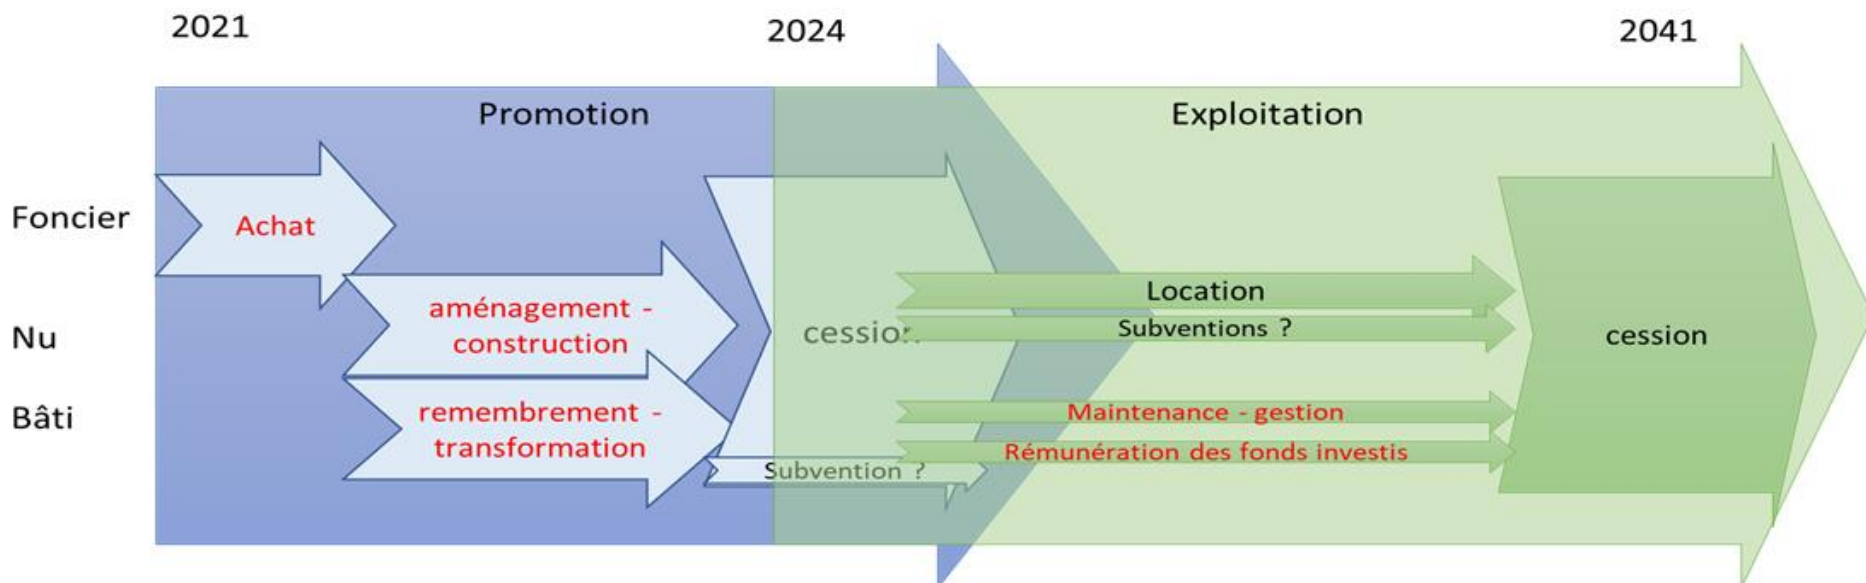 2021
2024
2041
Promotion
Exploitation
Foncier
Achat
Nu
aménagement -
construction
cession
Location
Subventions ?
cession
Bâti
remembrement -
transformation
Maintenance - gestion
Rémunération des fonds investis
Subvention ?